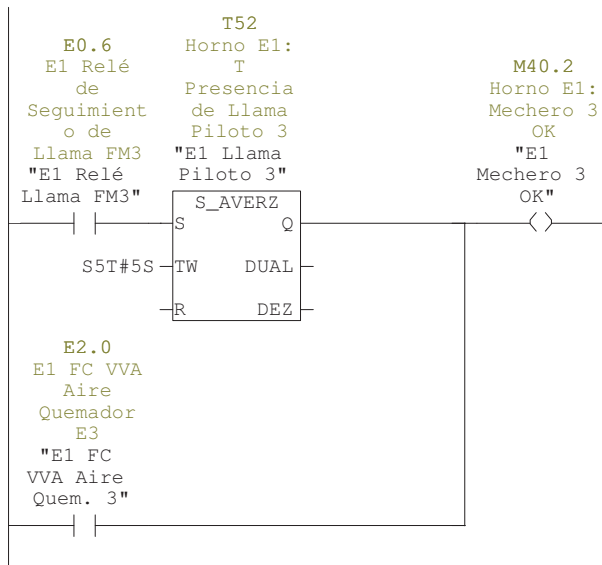 T52
Horno E1:
T
Presencia
de Llama
Piloto 3
"E1 Llama
Piloto 3"
E0.6
E1 Relé
de
Seguimient
o de
Llama FM3
"E1 Relé
Llama FM3"
M40.2
Horno E1:
Mechero 3
OK
"E1
Mechero 3
OK"
S_AVERZ
S Q
S5T#5S TW DUAL
R DEZ
E2.0
E1 FC VVA
Aire
Quemador
E3
"E1 FC
VVA Aire
Quem. 3"